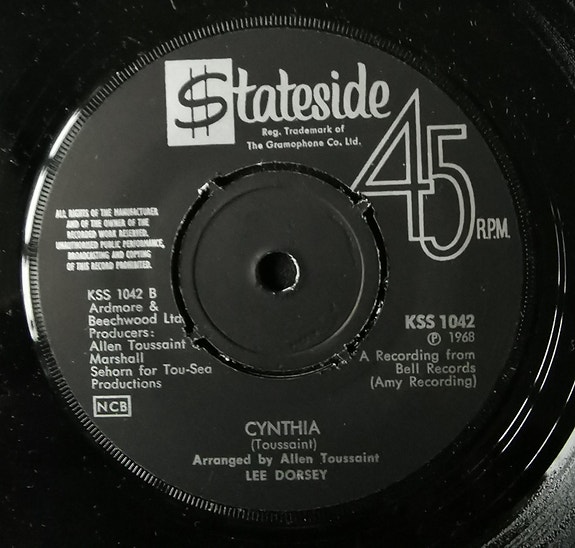 $tateside
Reg. Trademark of
The Gramophone Co. Ltd.
45
R.P.M.
ALL RIGHTS OF THE MANUFACTURER
AND OF THE OWNER OF THE
RECORDED WORK RESERVED.
UNAUTHORISED PUBLIC PERFORMANCE,
BROADCASTING AND COPYING
OF THIS RECORD PROHIBITED.
KSS 1042 B
Ardmore &
Beechwood Ltd
Producers:
Allen Toussaint
Marshall
Sehorn for Tou-Sea
Productions
NCB
KSS 1042
℗ 1968
A Recording from
Bell Records
(Amy Recording)
CYNTHIA
(Toussaint)
Arranged by Allen Toussaint
LEE DORSEY